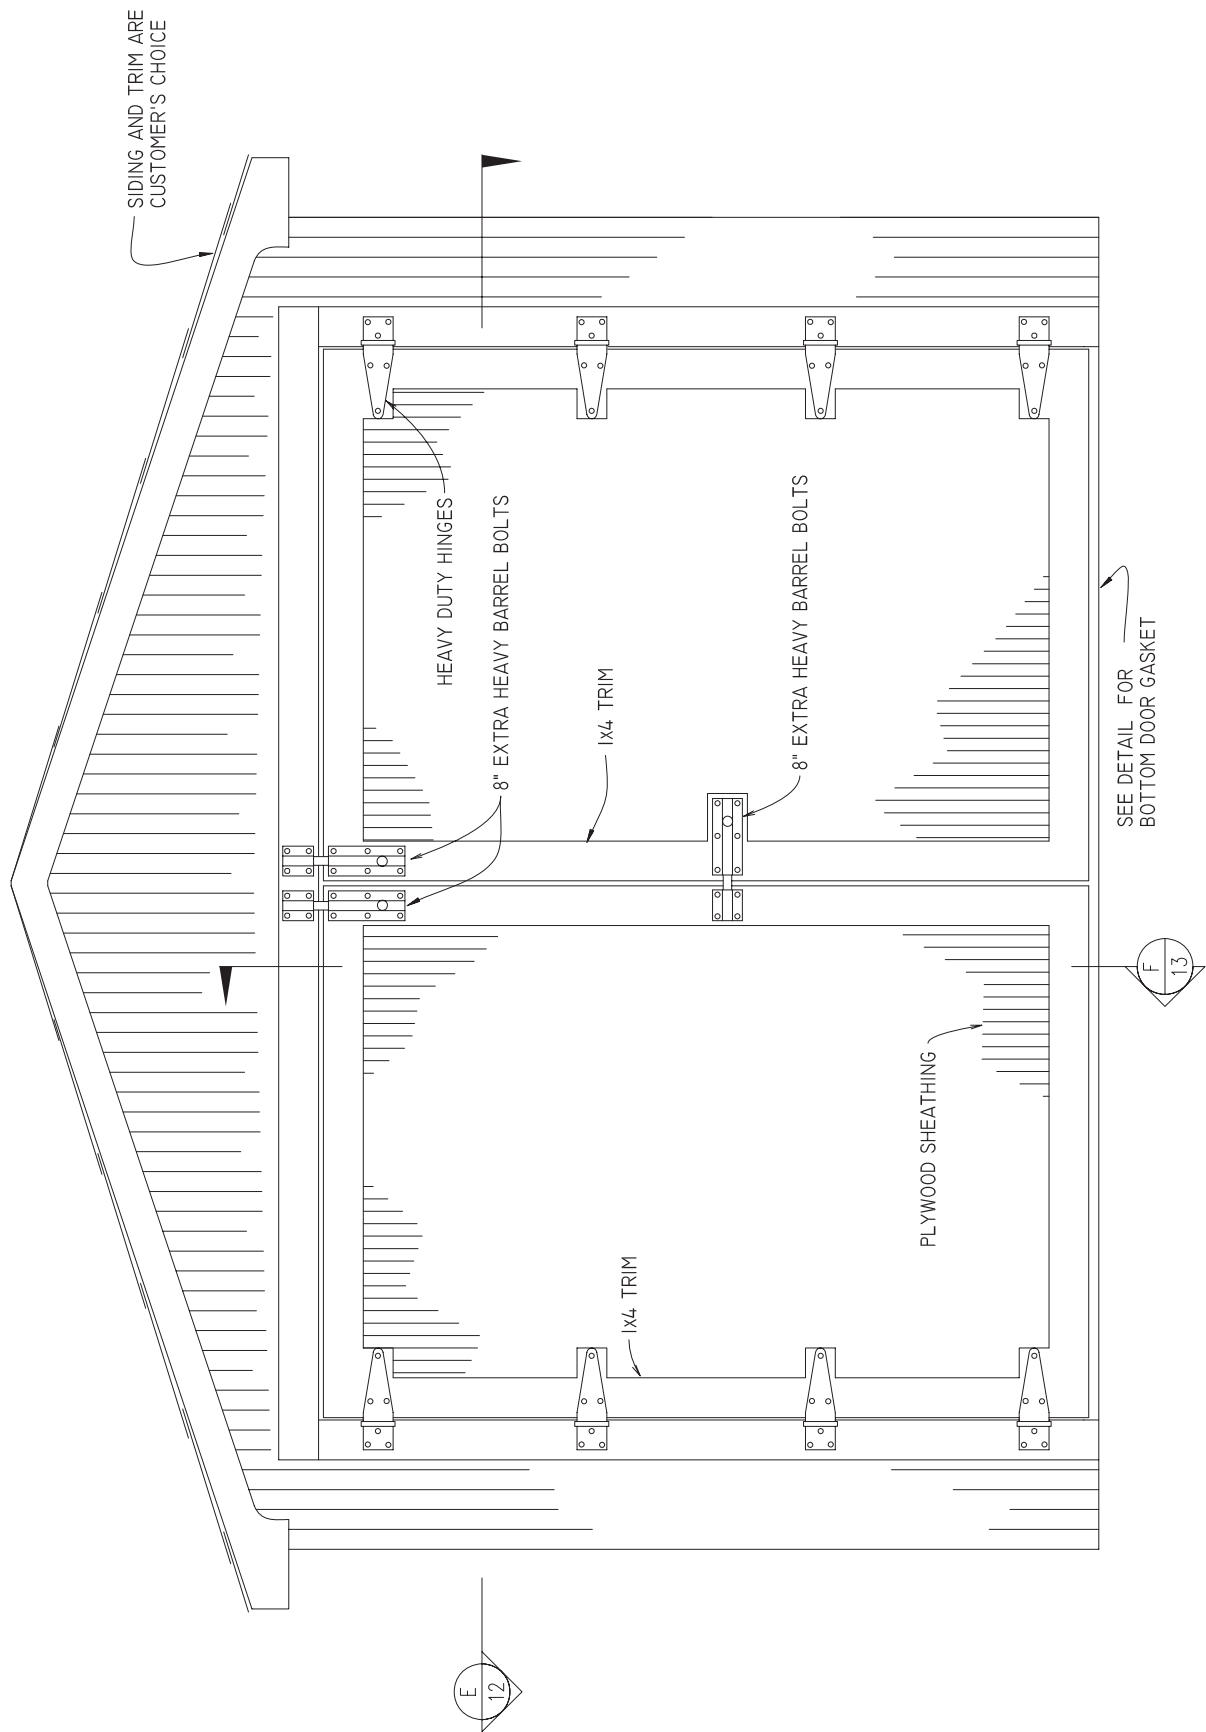 SIDING AND TRIM ARE
CUSTOMER'S CHOICE
HEAVY DUTY HINGES
8" EXTRA HEAVY BARREL BOLTS
1x4 TRIM
8" EXTRA HEAVY BARREL BOLTS
SEE DETAIL FOR
BOTTOM DOOR GASKET
1x4 TRIM
PLYWOOD SHEATHING
F
13
E
12